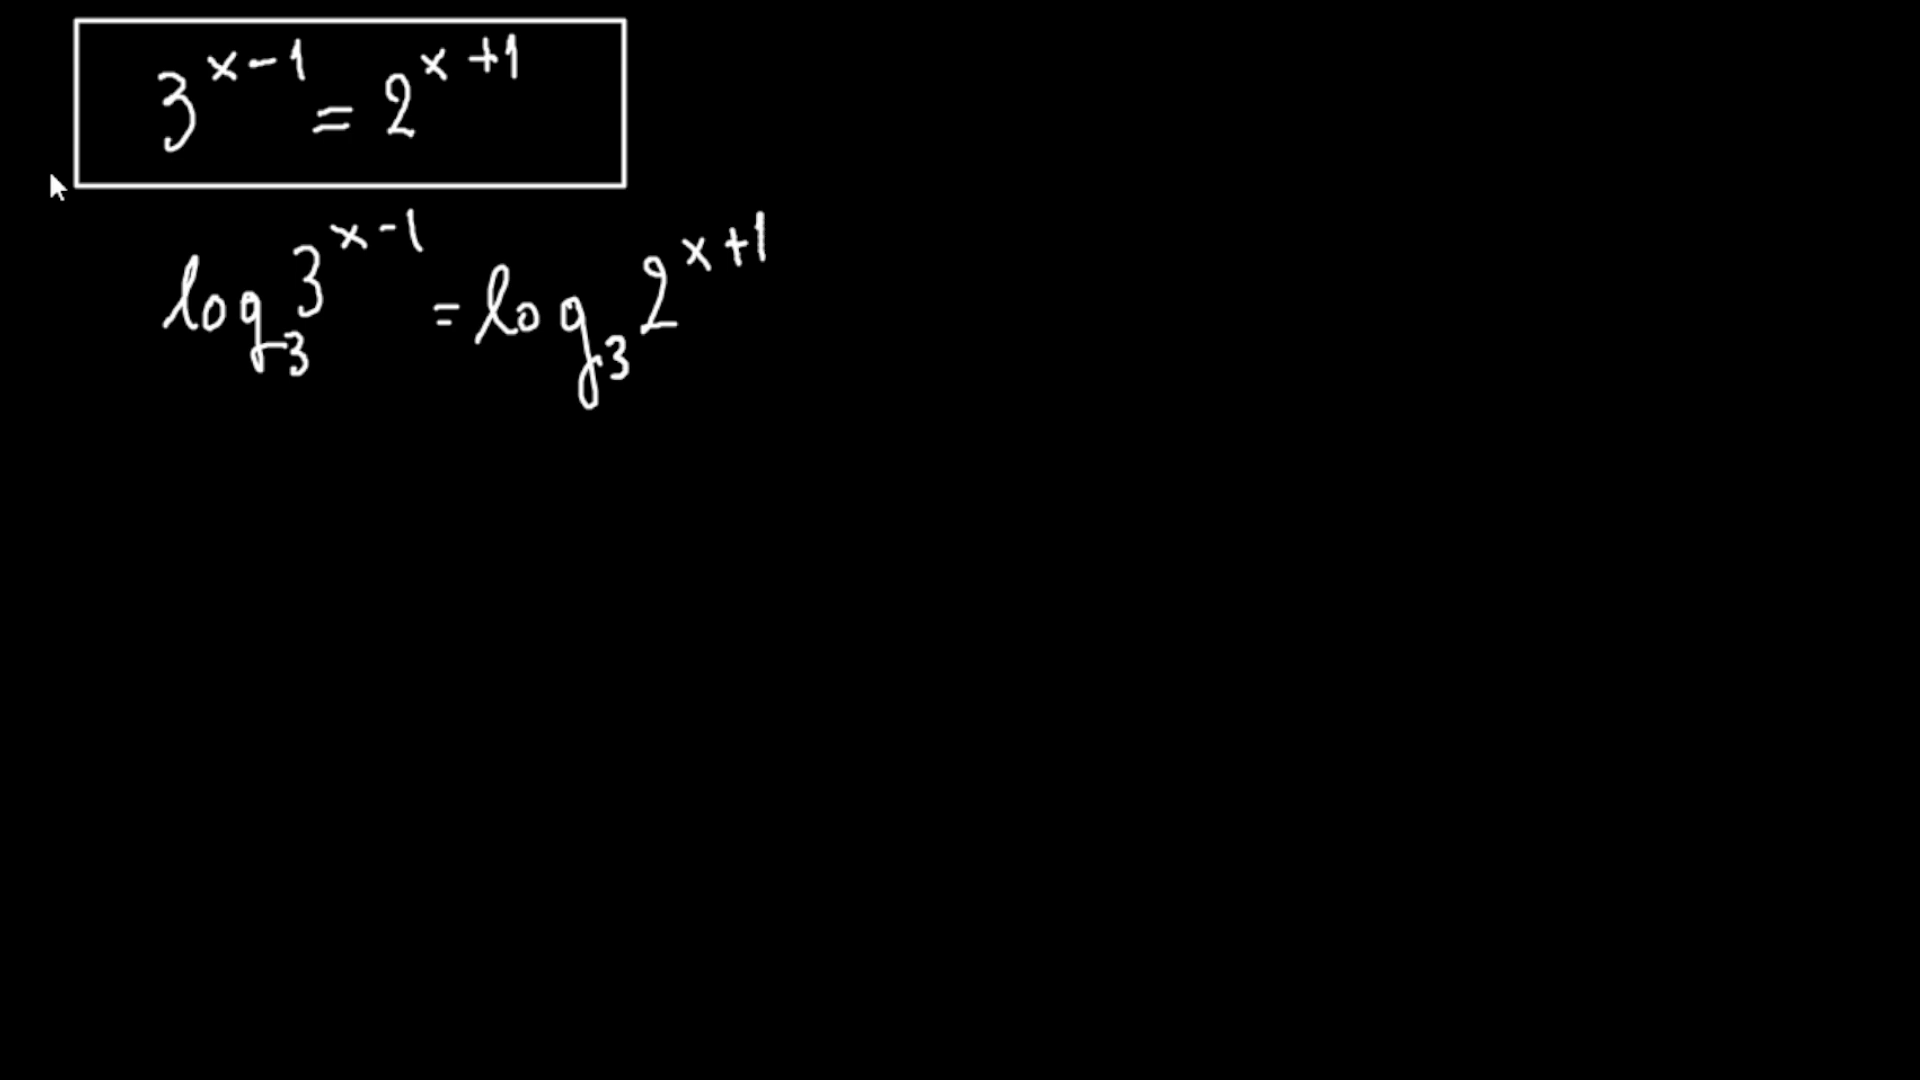 3^{x-1} = 2^{x+1}
log_3 3^{x-1} = log_3 2^{x+1}